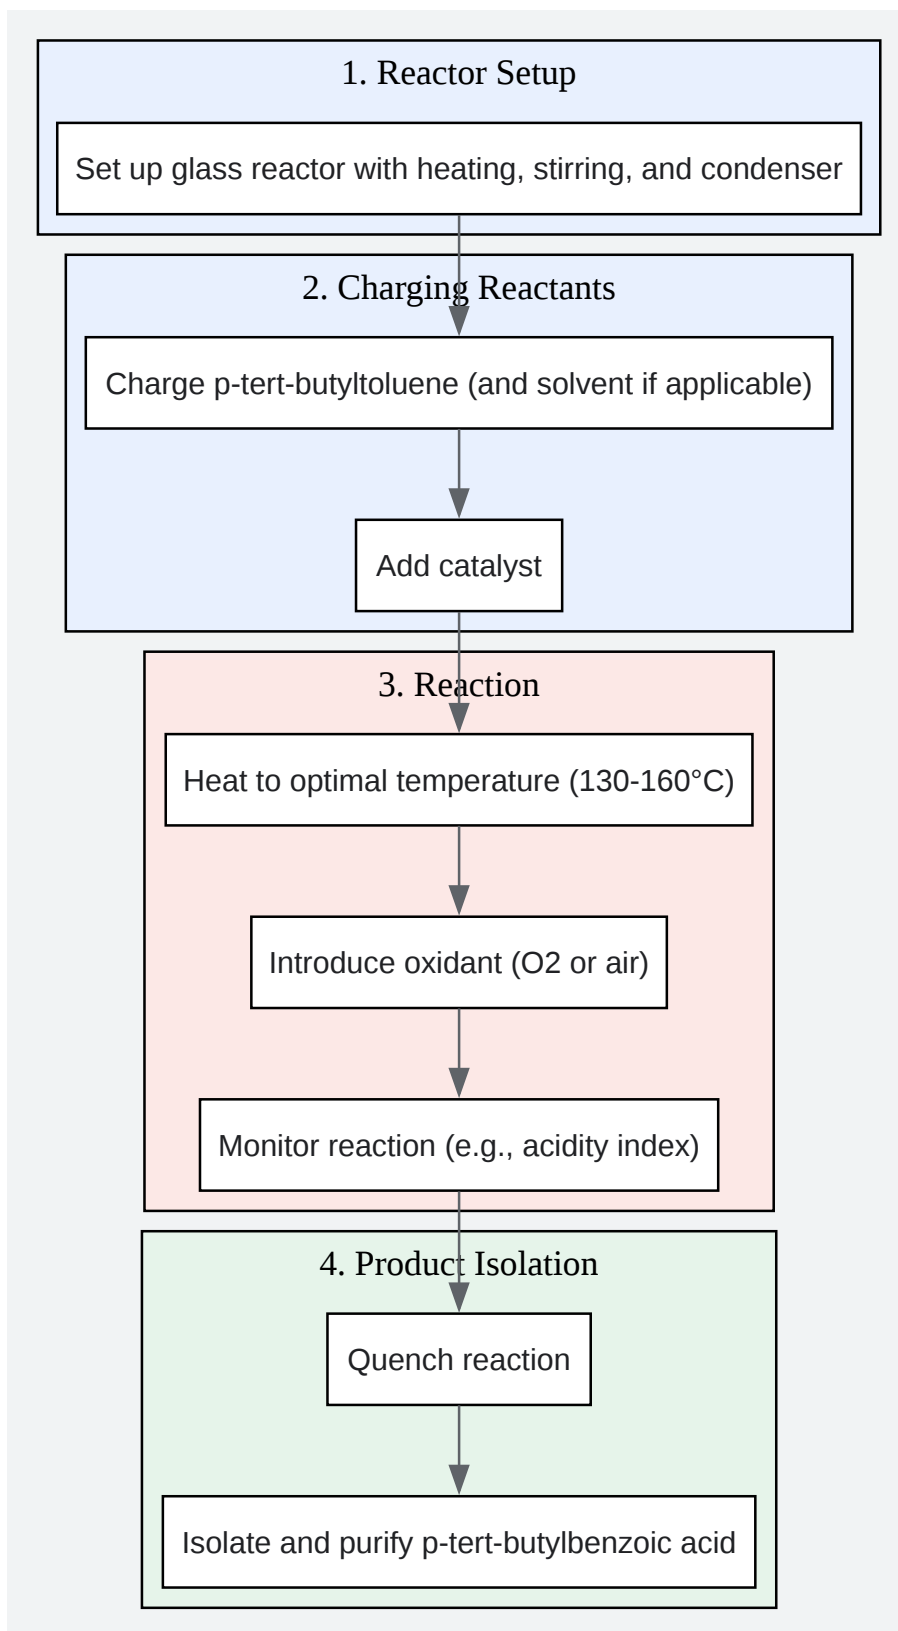 1. Reactor Setup
Set up glass reactor with heating, stirring, and condenser
2. Charging Reactants
Charge p-tert-butyltoluene (and solvent if applicable)
Add catalyst
3. Reaction
Heat to optimal temperature (130-160°C)
Introduce oxidant (O2 or air)
Monitor reaction (e.g., acidity index)
4. Product Isolation
Quench reaction
Isolate and purify p-tert-butylbenzoic acid